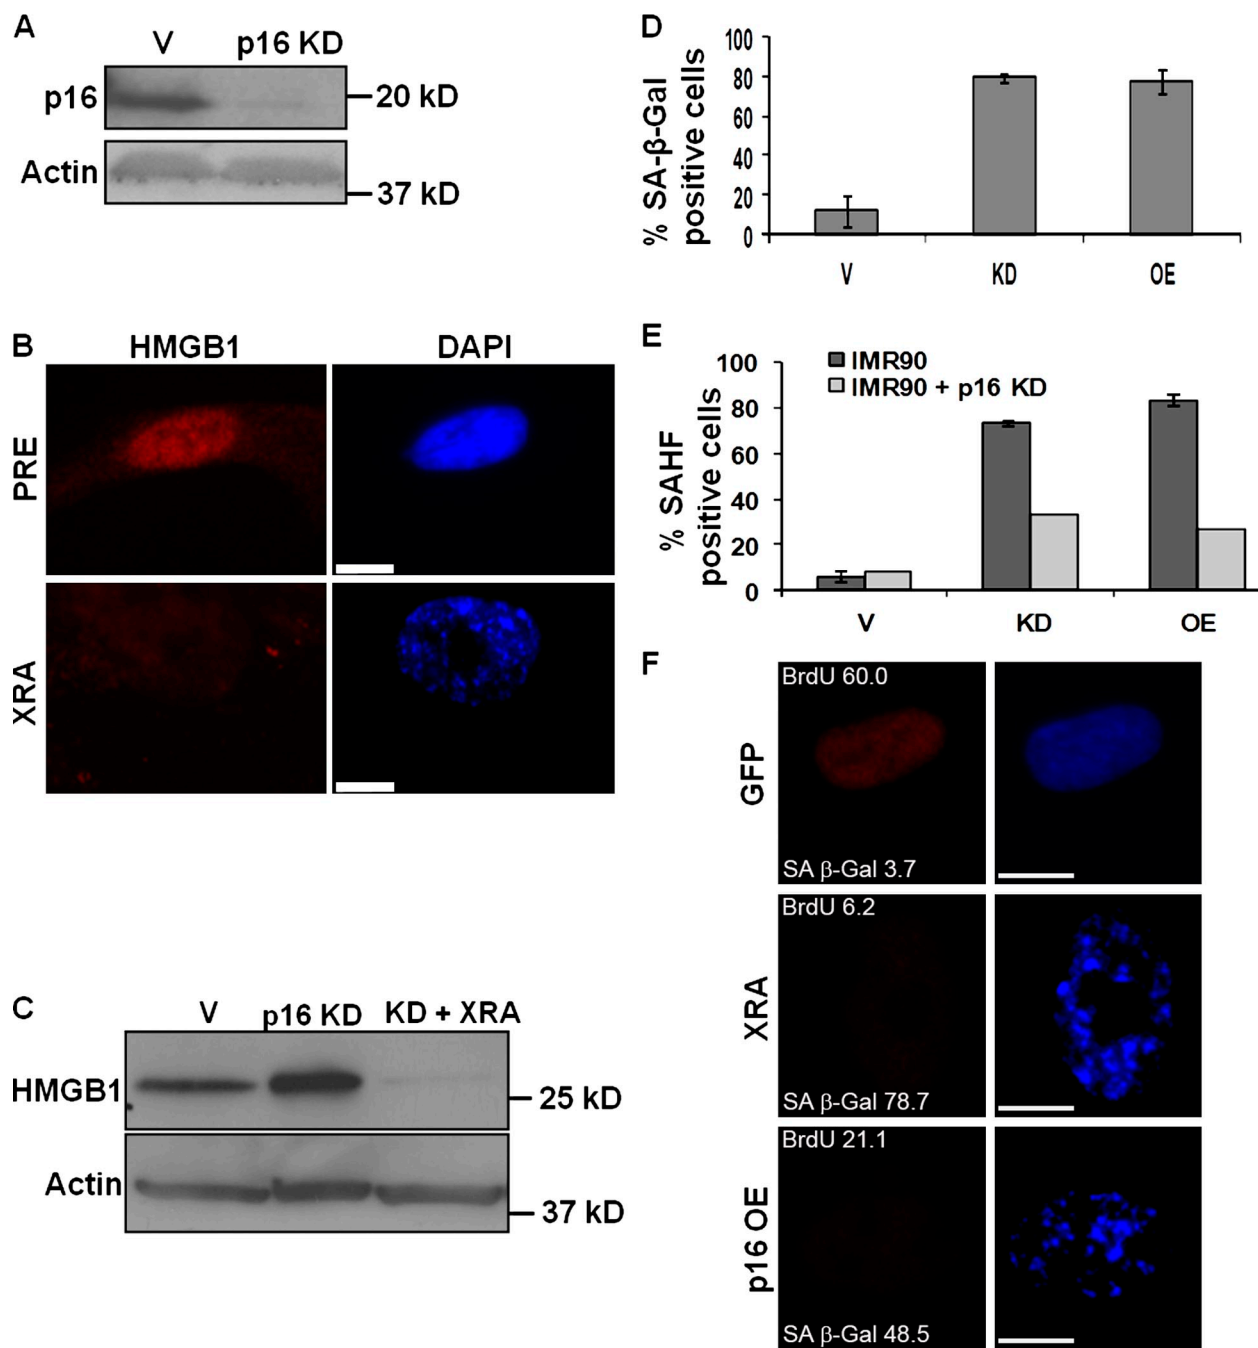 A
V p16 KD
p16
20 kD
Actin
37 kD
B
HMGB1 DAPI
PRE
XRA
C
V p16 KD KD + XRA
HMGB1
25 kD
Actin
37 kD
D
% SA-β-Gal
positive cells
100
80
60
40
20
0
V KD OE
E
% SAHF
positive cells
100
80
60
40
20
0
IMR90
IMR90 + p16 KD
V KD OE
F
GFP
BrdU 60.0
SA β-Gal 3.7
XRA
BrdU 6.2
SA β-Gal 78.7
p16 OE
BrdU 21.1
SA β-Gal 48.5